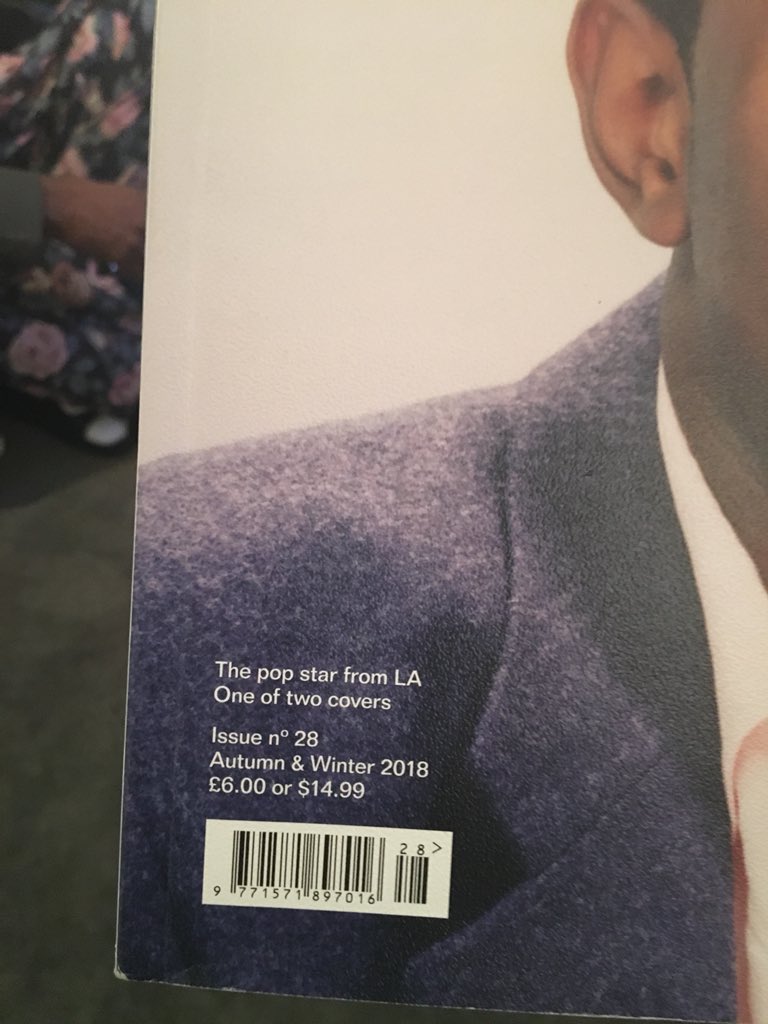 The pop star from LA
One of two covers
Issue nº 28
Autumn & Winter 2018
£6.00 or $14.99
28>
9 771571 897016